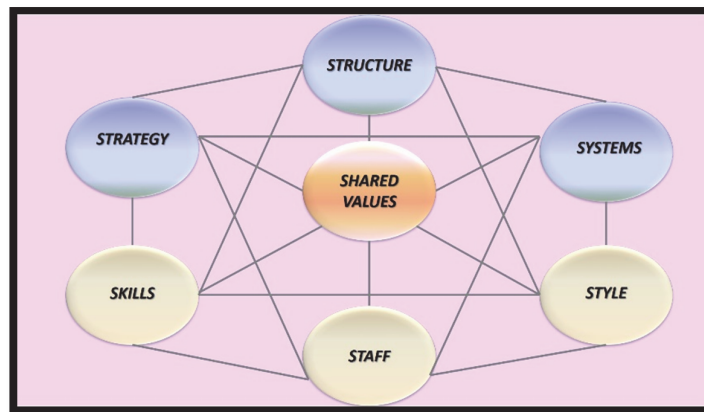 STRUCTURE
STRATEGY
SYSTEMS
SHARED
VALUES
SKILLS
STYLE
STAFF